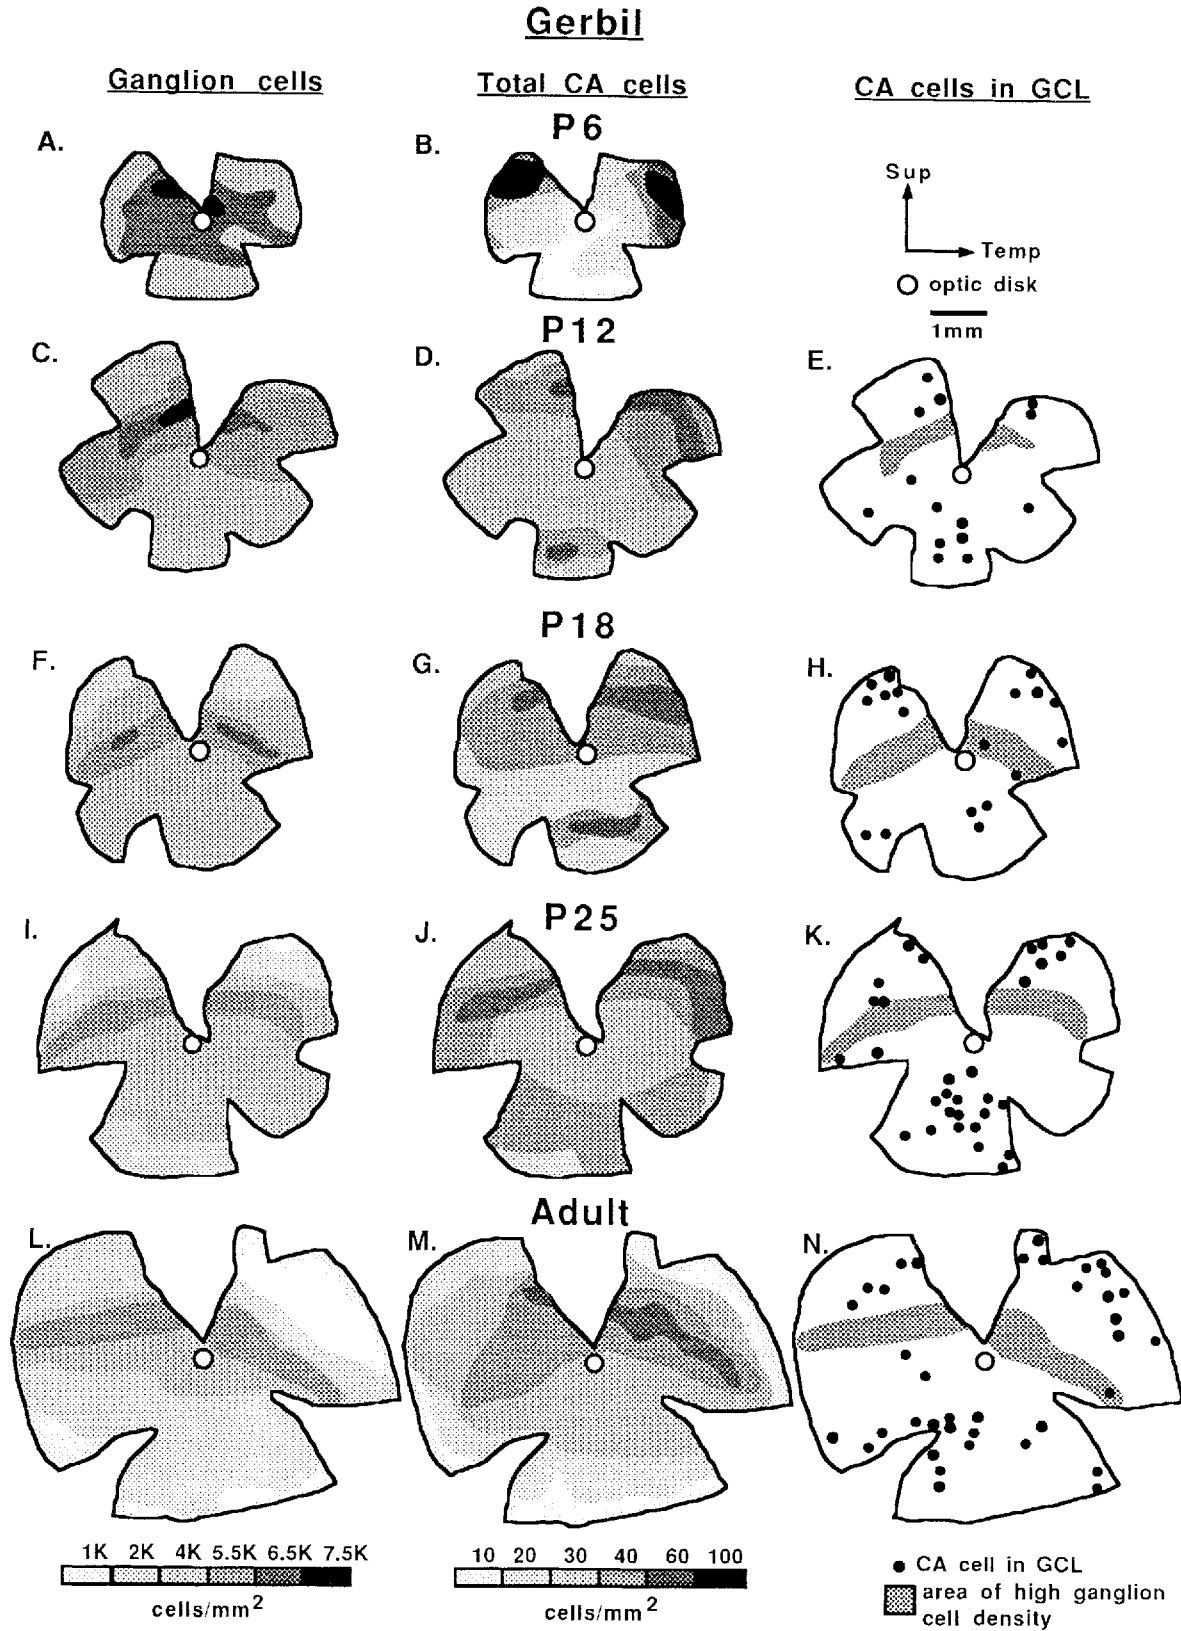 Gerbil
Ganglion cells
Total CA cells
CA cells in GCL
P6
A.
B.
Sup
Temp
optic disk
1mm
P12
C.
D.
E.
P18
F.
G.
H.
P25
I.
J.
K.
Adult
L.
M.
N.
1K 2K 4K 5.5K 6.5K 7.5K
cells/mm2
10 20 30 40 60 100
cells/mm2
CA cell in GCL
area of high ganglion
cell density